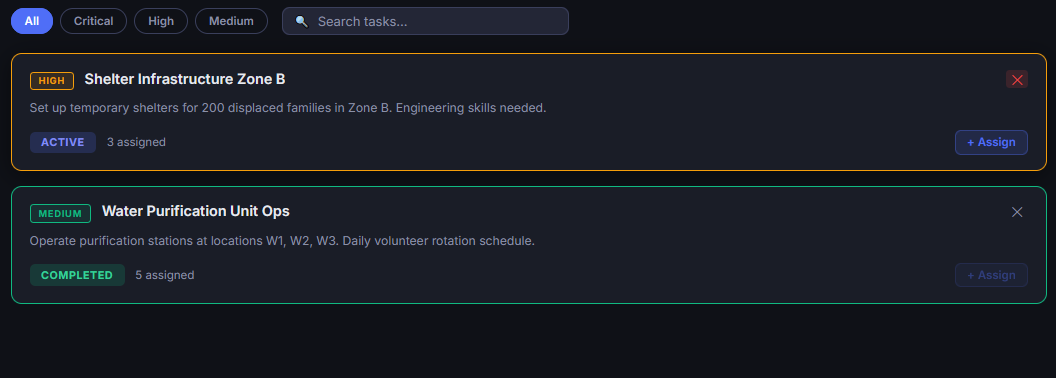 All Critical High Medium Search tasks...
HIGH Shelter Infrastructure Zone B
Set up temporary shelters for 200 displaced families in Zone B. Engineering skills needed.
ACTIVE 3 assigned + Assign
MEDIUM Water Purification Unit Ops
Operate purification stations at locations W1, W2, W3. Daily volunteer rotation schedule.
COMPLETED 5 assigned + Assign